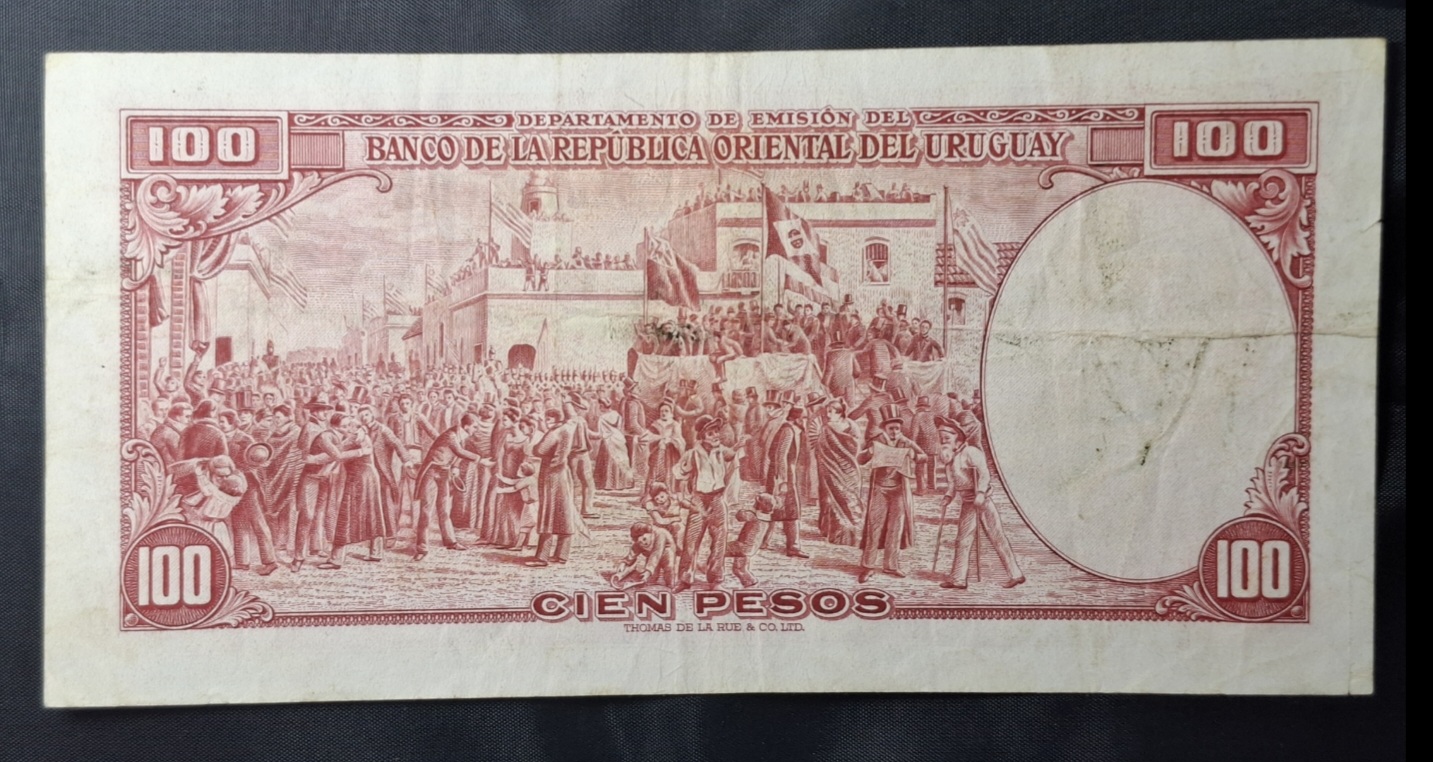 100
DEPARTAMENTO DE EMISIÓN DEL
100
BANCO DE LA REPÚBLICA ORIENTAL DEL URUGUAY
100
100
CIEN PESOS
THOMAS DE LA RUE & CO. LTD.